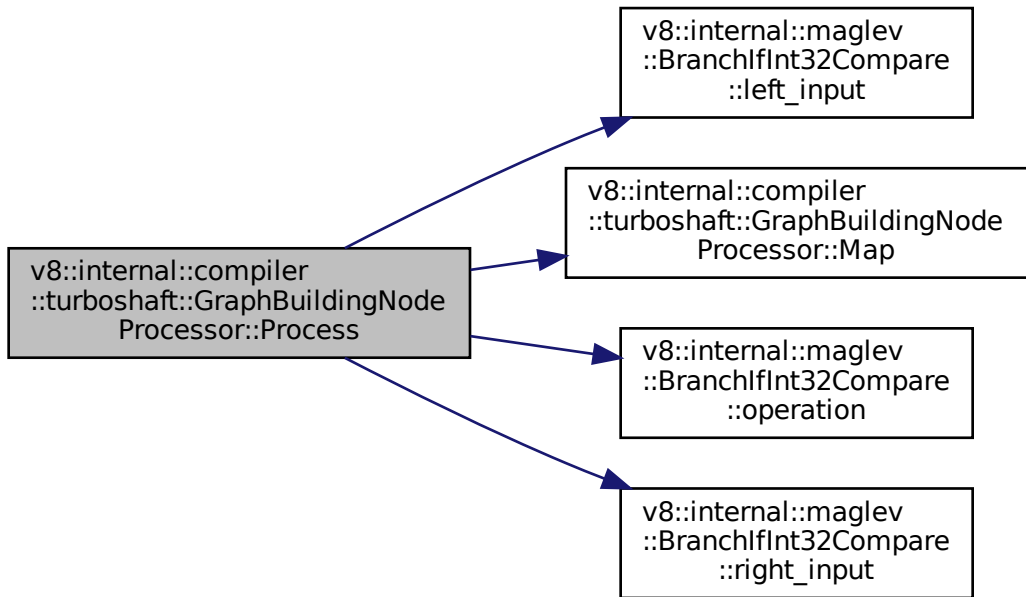 v8::internal::maglev
::BranchIfInt32Compare
::left_input
v8::internal::compiler
::turboshaft::GraphBuildingNode
Processor::Map
v8::internal::compiler
::turboshaft::GraphBuildingNode
Processor::Process
v8::internal::maglev
::BranchIfInt32Compare
::operation
v8::internal::maglev
::BranchIfInt32Compare
::right_input